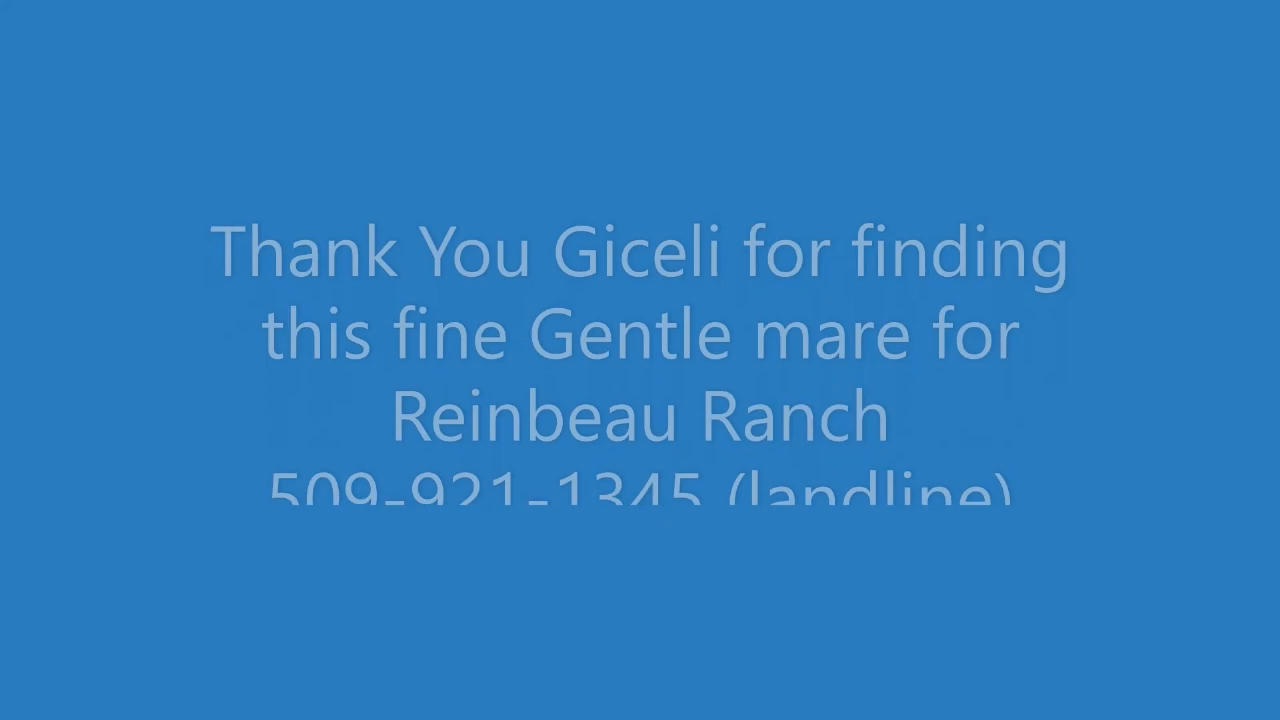 Thank You Giceli for finding
this fine Gentle mare for
Reinbeau Ranch
509-921-1345 (landline)